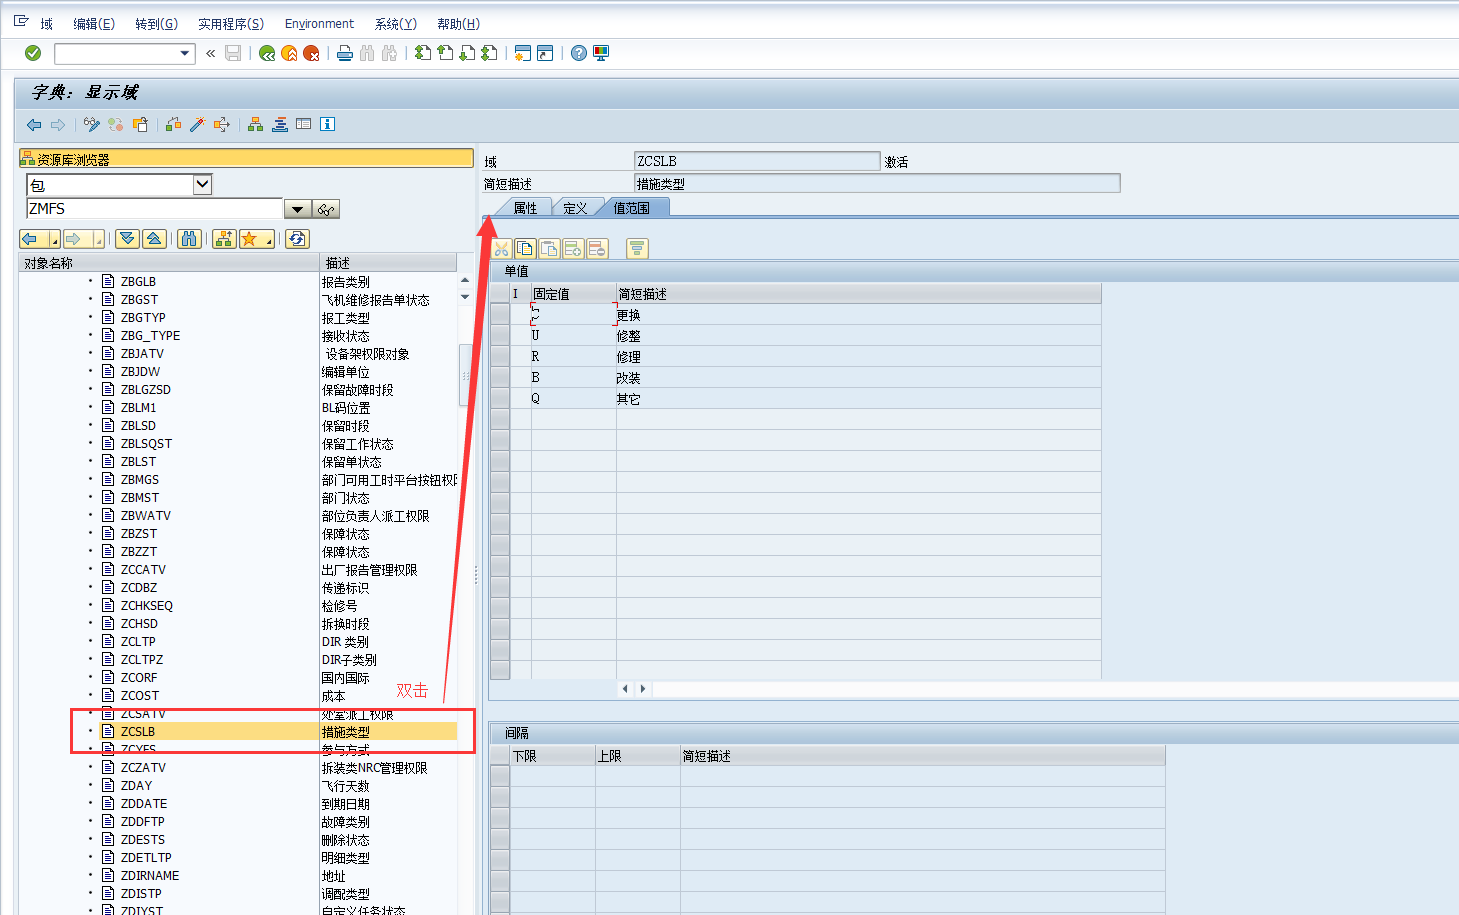 域 编辑(E) 转到(G) 实用程序(S) Environment 系统(Y) 帮助(H)
字典：显示域
资源库浏览器
包
ZMFS
对象名称 描述
ZBGLB 报告类别
ZBGST 飞机维修报告单状态
ZBGTYP 报工类型
ZBG_TYPE 接收状态
ZBJATV 设备架权限对象
ZBJDW 编辑单位
ZBLGZSD 保留故障时段
ZBLM1 BL码位置
ZBLSD 保留时段
ZBLSQST 保留工作状态
ZBLST 保留单状态
ZBMGS 部门可用工时平台按钮权限
ZBMST 部门状态
ZBWATV 部位负责人派工权限
ZBZST 保障状态
ZBZZT 保障状态
ZCCATV 出厂报告管理权限
ZCDBZ 传递标识
ZCHKSEQ 检修号
ZCHSD 拆换时段
ZCLTP DIR 类别
ZCLTPZ DIR子类别
ZCORF 国内国际
ZCOST 成本
双击
ZCSATV 处室派工权限
ZCSLB 措施类型
ZCYFS 参与方式
ZCZATV 拆装类NRC管理权限
ZDAY 飞行天数
ZDDATE 到期日期
ZDDFTP 故障类别
ZDESTS 删除状态
ZDETLTP 明细类型
ZDIRNAME 地址
ZDISTP 调配类型
ZDIYST 自定义任务状态
域 ZCSLB 激活
简短描述 措施类型
属性 定义 值范围
单值
I 固定值 简短描述
更换
U 修整
R 修理
B 改装
Q 其它
间隔
下限 上限 简短描述